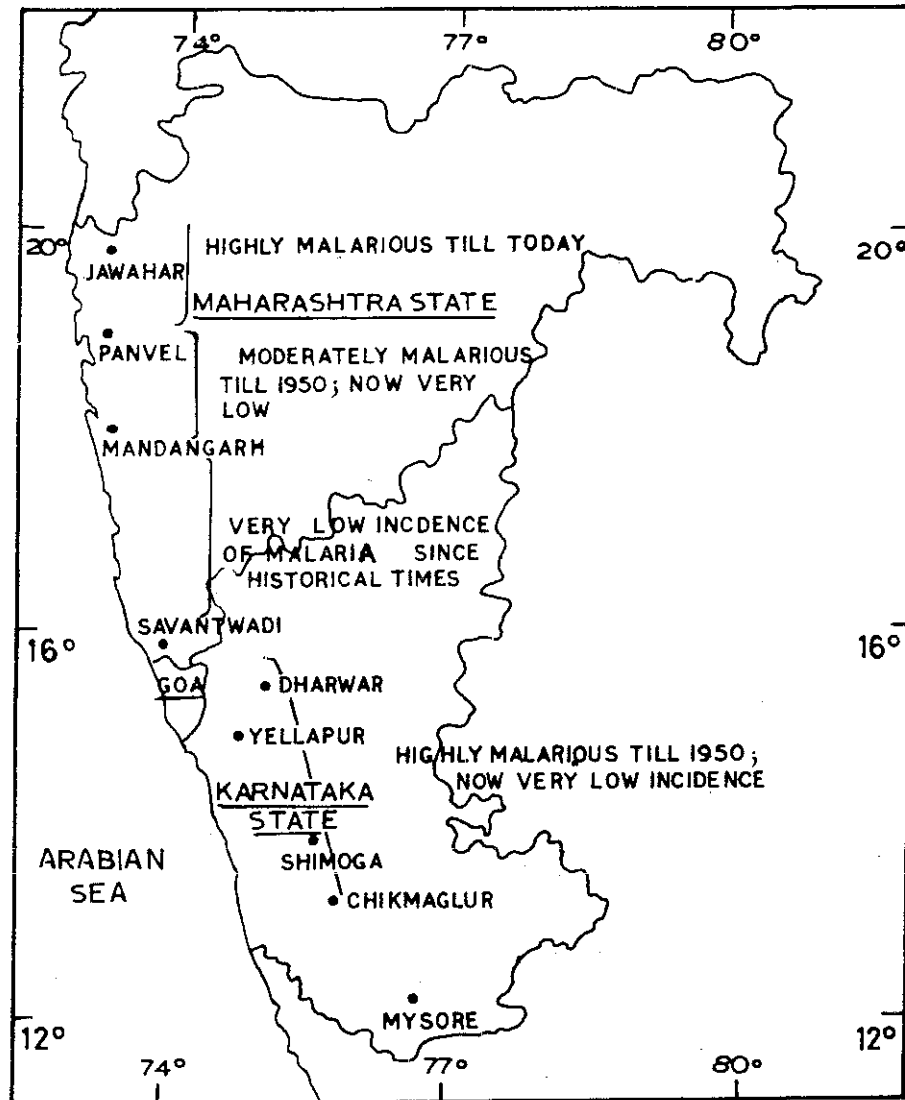 74° 77° 80°
20° 20°
HIGHLY MALARIOUS TILL TODAY
JAWAHAR
MAHARASHTRA STATE
PANVEL
MODERATELY MALARIOUS
TILL 1950; NOW VERY
LOW
MANDANGARH
VERY LOW INCDENCE
OF MALARIA SINCE
HISTORICAL TIMES
SAVANTWADI
16° 16°
GOA
DHARWAR
YELLAPUR
HIGHLY MALARIOUS TILL 1950;
NOW VERY LOW INCIDENCE
KARNATAKA
STATE
SHIMOGA
ARABIAN
SEA
CHIKMAGLUR
MYSORE
12° 12°
74° 77° 80°